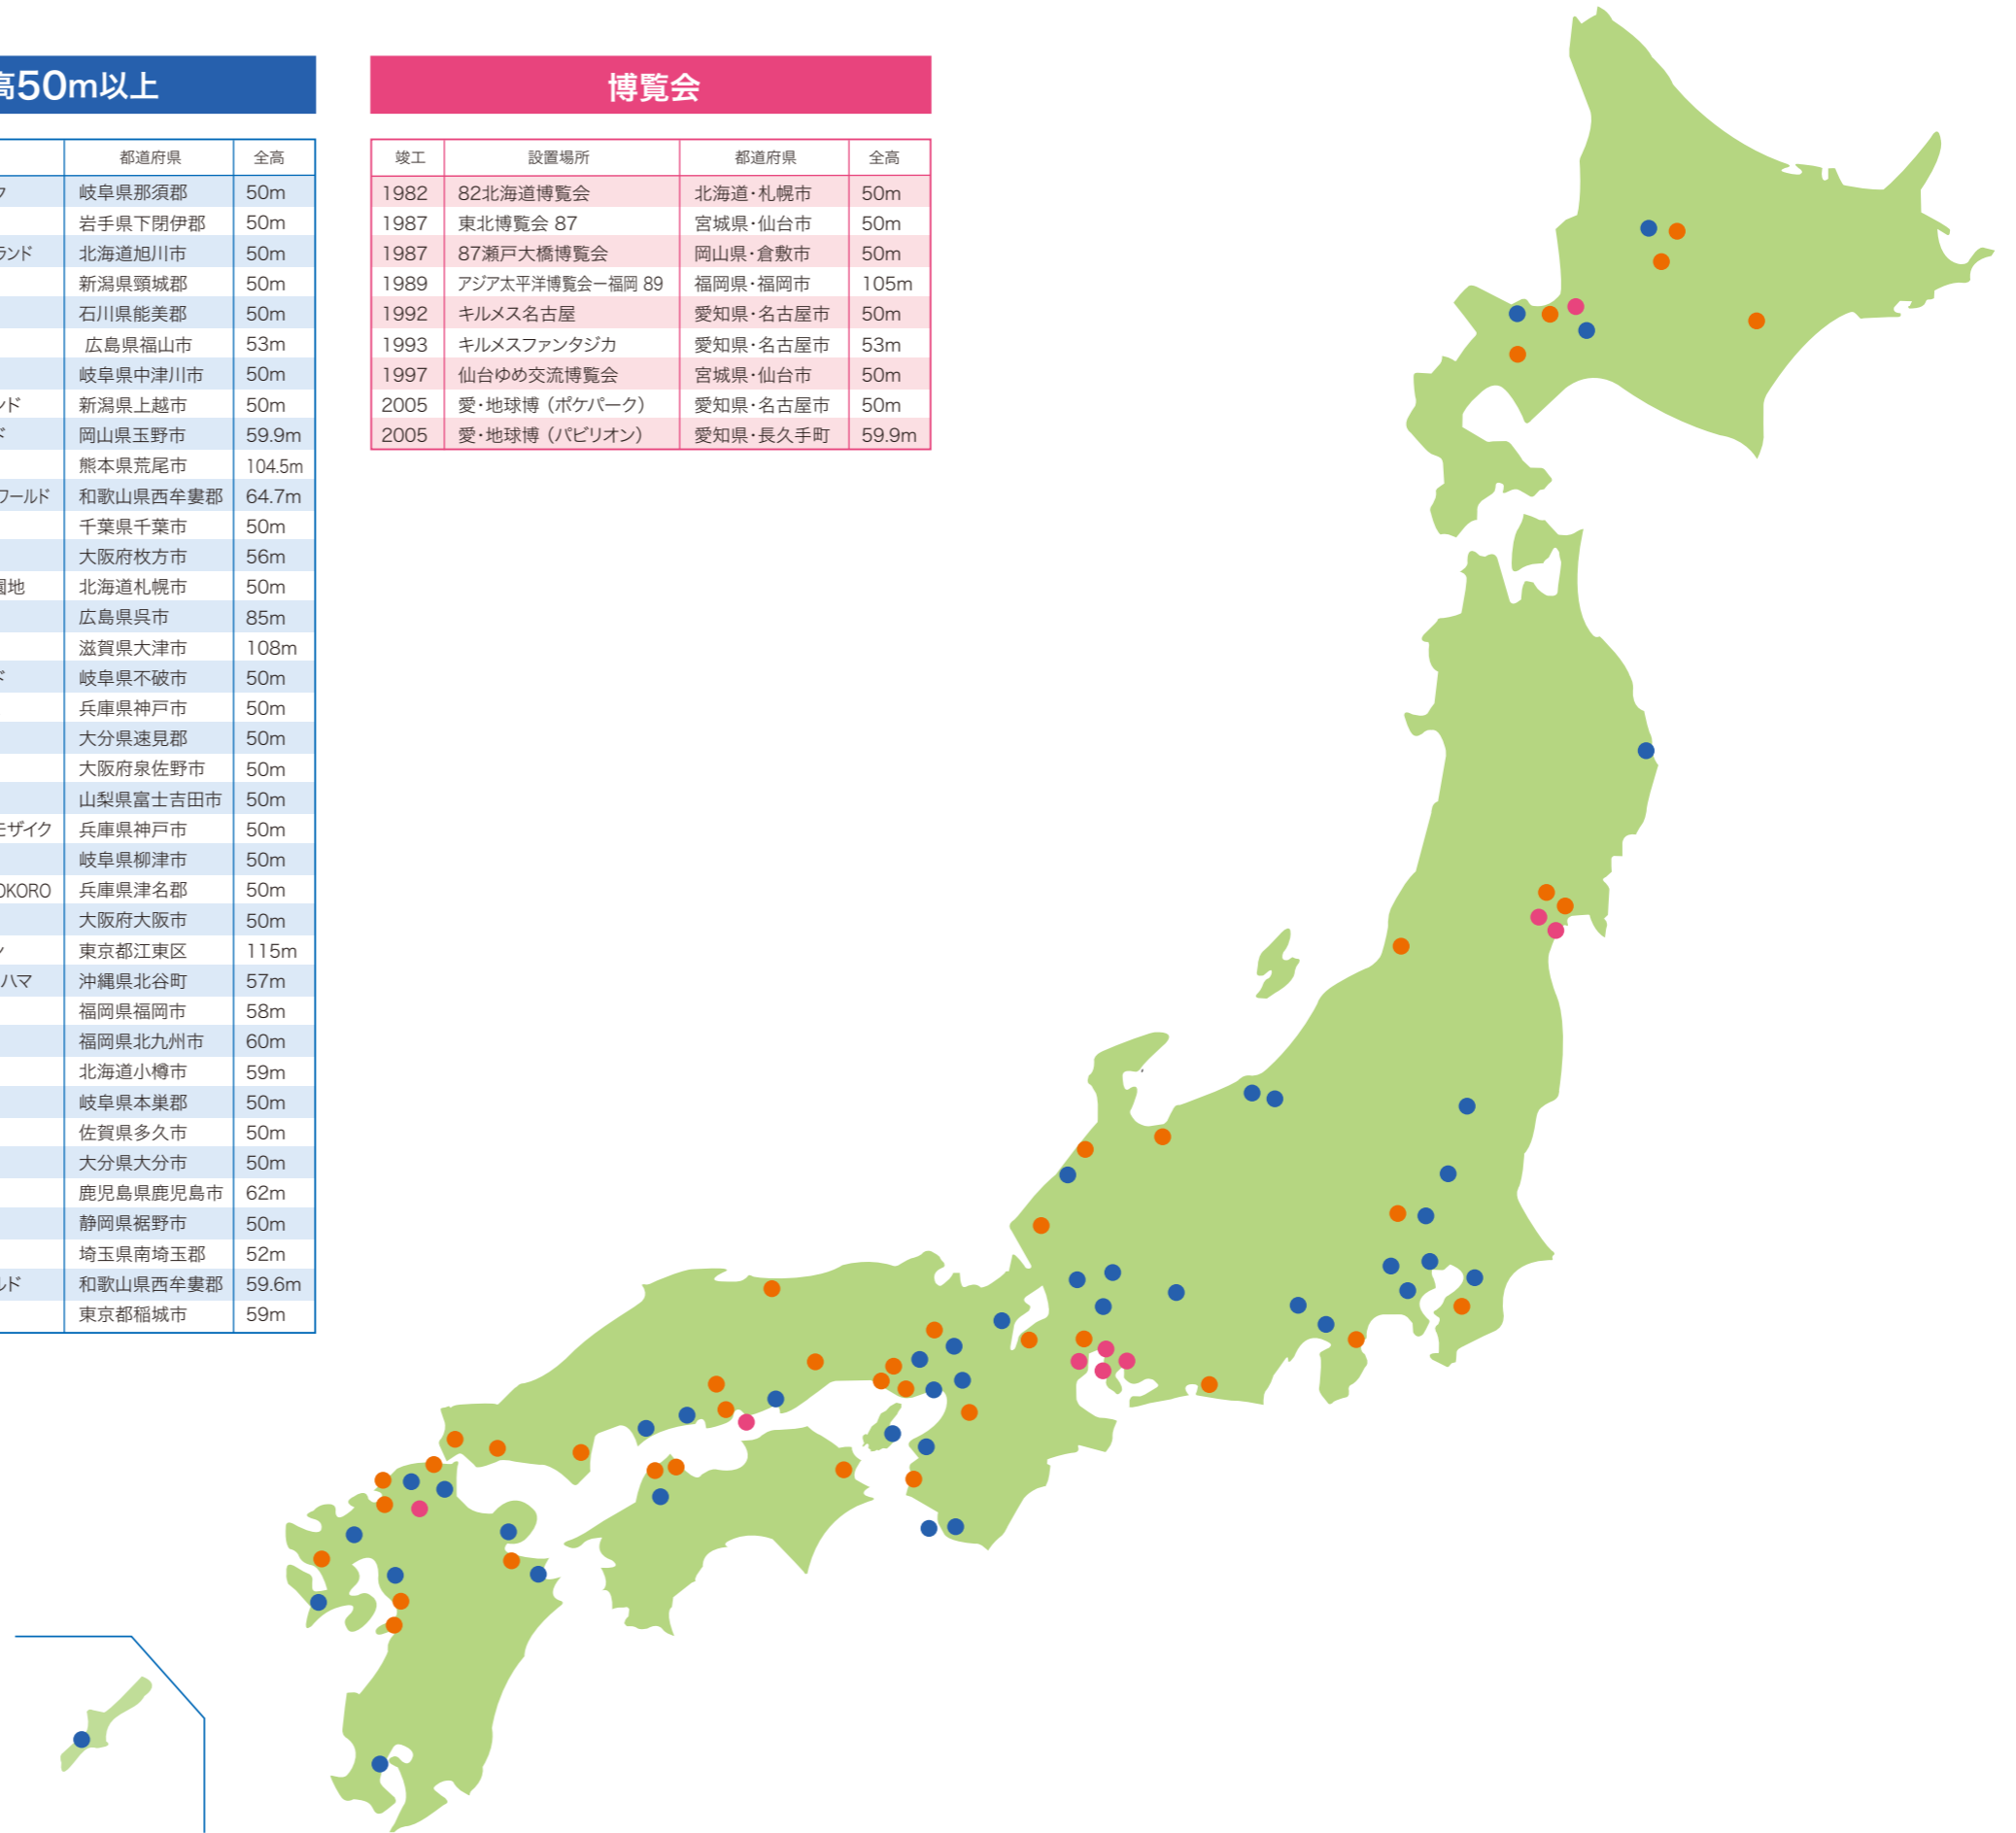 高50m以上
都道府県 全高
ク 岐阜県那須郡 50m
岩手県下閉伊郡 50m
ランド 北海道旭川市 50m
新潟県頸城郡 50m
石川県能美郡 50m
広島県福山市 53m
岐阜県中津川市 50m
ンド 新潟県上越市 50m
ド 岡山県玉野市 59.9m
熊本県荒尾市 104.5m
ワールド 和歌山県西牟婁郡 64.7m
千葉県千葉市 50m
大阪府枚方市 56m
園地 北海道札幌市 50m
広島県呉市 85m
滋賀県大津市 108m
ド 岐阜県不破市 50m
兵庫県神戸市 50m
大分県速見郡 50m
大阪府泉佐野市 50m
山梨県富士吉田市 50m
モザイク 兵庫県神戸市 50m
岐阜県柳津市 50m
OKORO 兵庫県津名郡 50m
大阪府大阪市 50m
ン 東京都江東区 115m
ハマ 沖縄県北谷町 57m
福岡県福岡市 58m
福岡県北九州市 60m
北海道小樽市 59m
岐阜県本巣郡 50m
佐賀県多久市 50m
大分県大分市 50m
鹿児島県鹿児島市 62m
静岡県裾野市 50m
埼玉県南埼玉郡 52m
ルド 和歌山県西牟婁郡 59.6m
東京都稲城市 59m
博覧会
竣工 設置場所 都道府県 全高
1982 82北海道博覧会 北海道・札幌市 50m
1987 東北博覧会 87 宮城県・仙台市 50m
1987 87瀬戸大橋博覧会 岡山県・倉敷市 50m
1989 アジア太平洋博覧会ー福岡 89 福岡県・福岡市 105m
1992 キルメス名古屋 愛知県・名古屋市 50m
1993 キルメスファンタジカ 愛知県・名古屋市 53m
1997 仙台ゆめ交流博覧会 宮城県・仙台市 50m
2005 愛・地球博（ポケパーク） 愛知県・名古屋市 50m
2005 愛・地球博（パビリオン） 愛知県・長久手町 59.9m